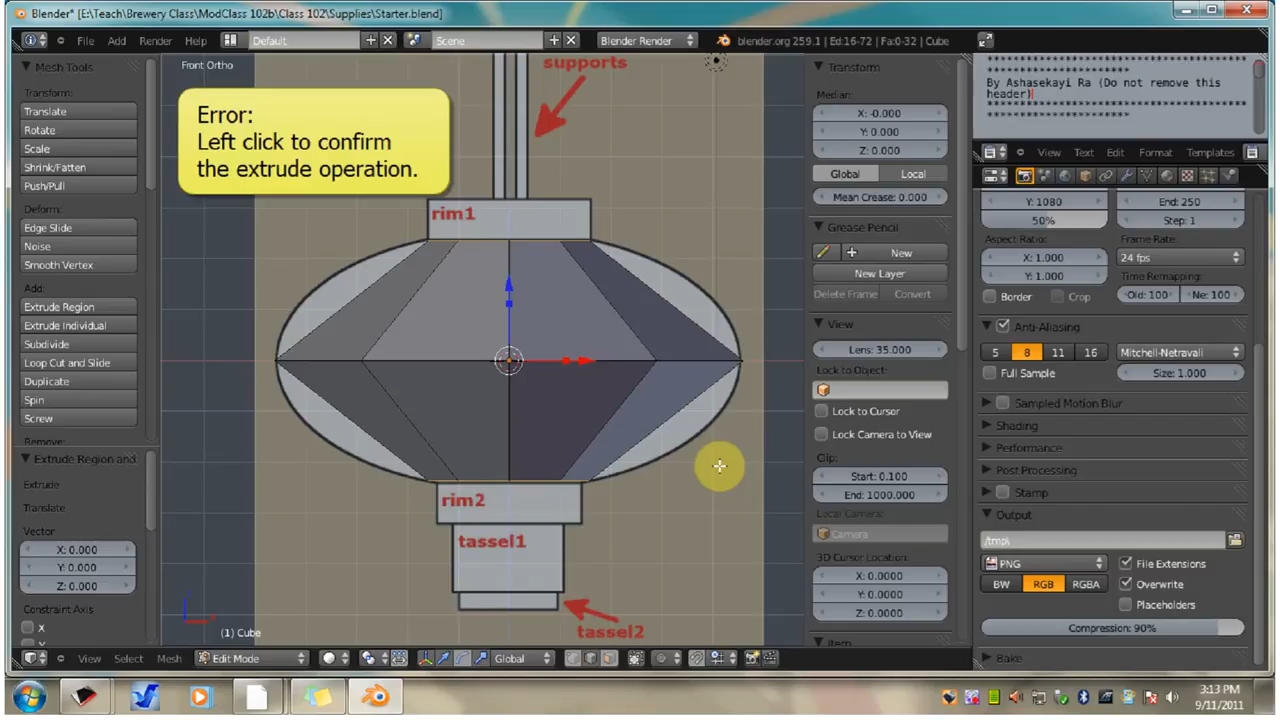 Blender* [E:\Teach\Brewery Class\ModClass 102b\Class 102\Supplies\Starter.blend]
File Add Render Help Default Scene Blender Render blender.org 259.1 | Ed:16-72 | Fa:0-32 | Cube
Mesh Tools
Transform:
Translate
Rotate
Scale
Shrink/Fatten
Push/Pull
Deform:
Edge Slide
Noise
Smooth Vertex
Add:
Extrude Region
Extrude Individual
Subdivide
Loop Cut and Slide
Duplicate
Spin
Screw
Remove:
Extrude Region and
Extrude
Translate
Vector
X: 0.000
Y: 0.000
Z: 0.000
Constraint Axis
X
Front Ortho
Error:
Left click to confirm
the extrude operation.
supports
rim1
rim2
tassel1
tassel2
(1) Cube
View Select Mesh Edit Mode Global
Transform
Median:
X: -0.000
Y: 0.000
Z: 0.000
Global Local
Mean Crease: 0.000
Grease Pencil
New
New Layer
Delete Frame Convert
View
Lens: 35.000
Lock to Object:
Lock to Cursor
Lock Camera to View
Clip:
Start: 0.100
End: 1000.000
Local Camera:
Camera
3D Cursor Location:
X: 0.0000
Y: 0.0000
Z: 0.0000
Item
By Ashasekayi Ra (Do not remove this
header)
View Text Edit Format Templates
Y: 1080 End: 250
50% Step: 1
Aspect Ratio: Frame Rate:
X: 1.000 24 fps
Y: 1.000 Time Remapping:
Border Crop Old: 100 Ne: 100
Anti-Aliasing
5 8 11 16 Mitchell-Netravali
Full Sample Size: 1.000
Sampled Motion Blur
Shading
Performance
Post Processing
Stamp
Output
/tmp\
PNG File Extensions
BW RGB RGBA Overwrite
Placeholders
Compression: 90%
Bake
3:13 PM
9/11/2011